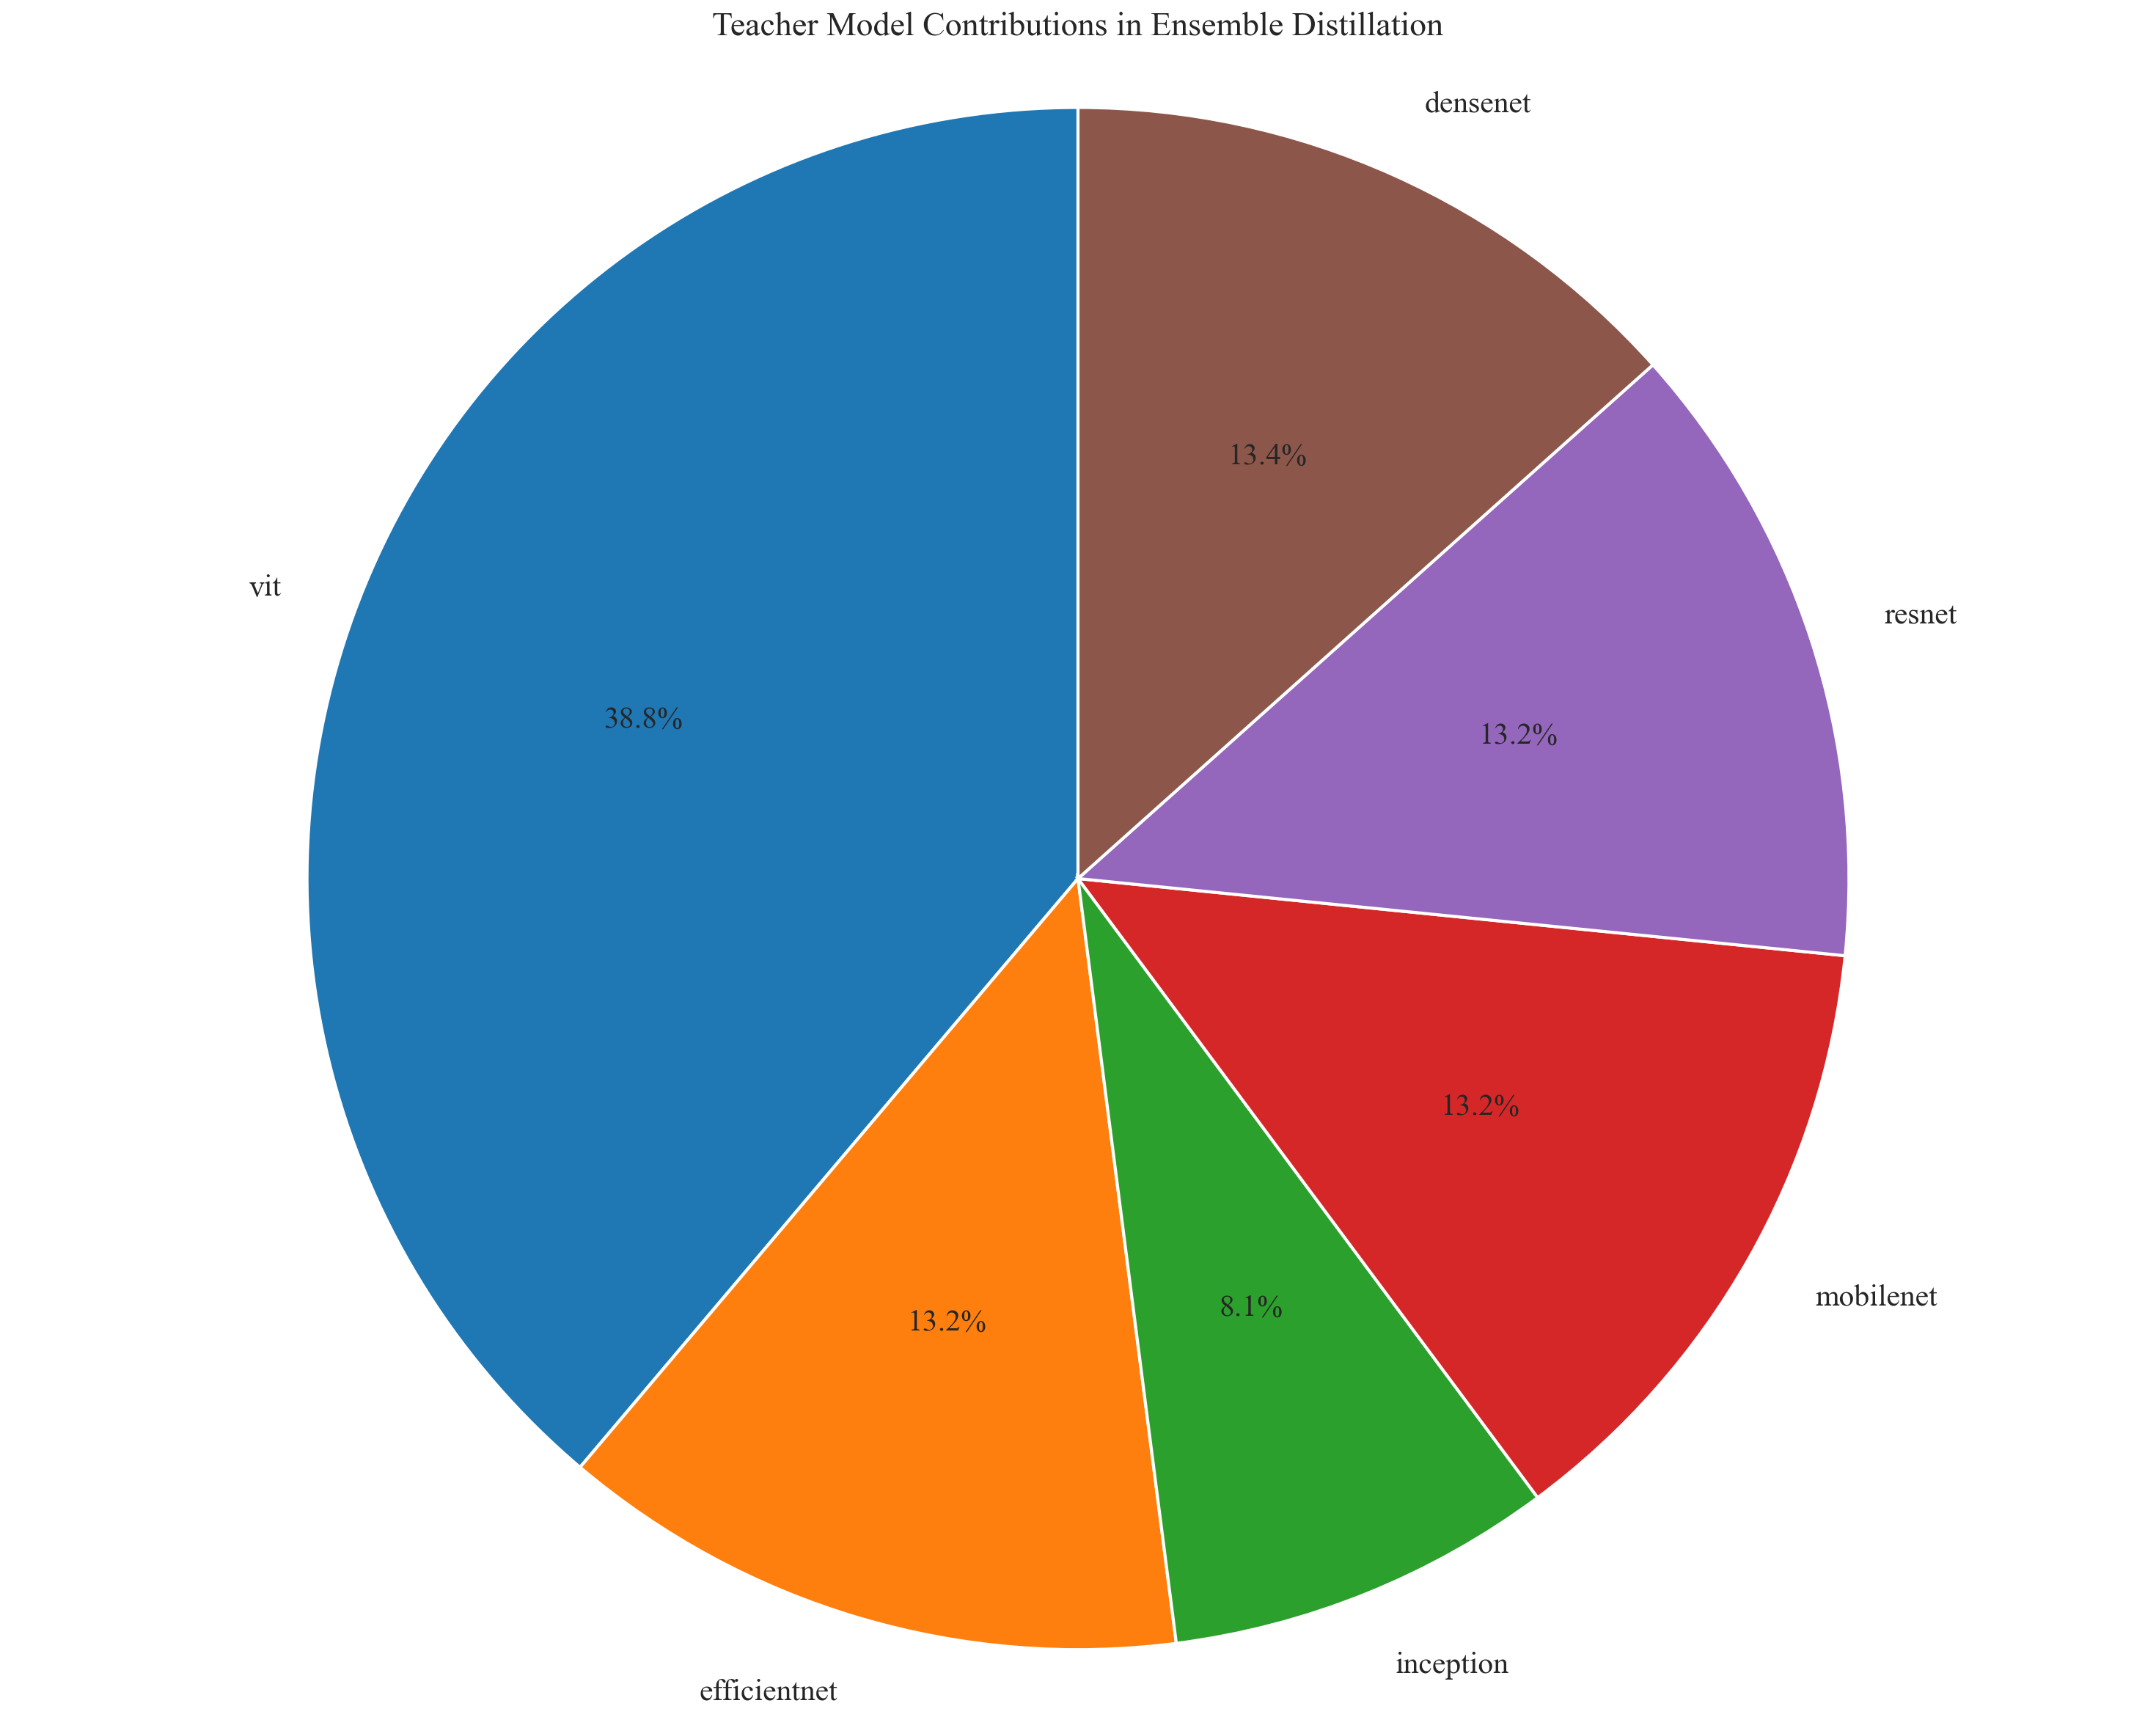 Teacher Model Contributions in Ensemble Distillation
densenet
13.4%
vit
resnet
38.8%
13.2%
13.2%
mobilenet
8.1%
13.2%
inception
efficientnet